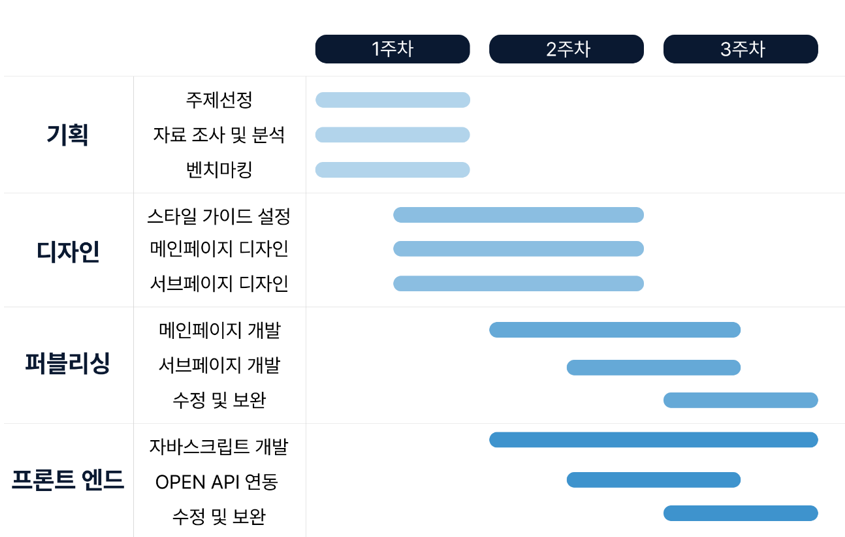 1주차 2주차 3주차
기획
주제선정
자료 조사 및 분석
벤치마킹
디자인
스타일 가이드 설정
메인페이지 디자인
서브페이지 디자인
퍼블리싱
메인페이지 개발
서브페이지 개발
수정 및 보완
프론트 엔드
자바스크립트 개발
OPEN API 연동
수정 및 보완